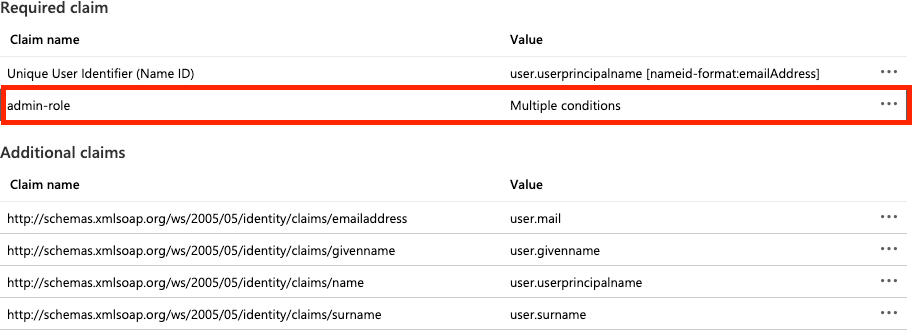 Required claim
Claim name Value
Unique User Identifier (Name ID) user.userprincipalname [nameid-format:emailAddress] •••
admin-role Multiple conditions •••
Additional claims
Claim name Value
http://schemas.xmlsoap.org/ws/2005/05/identity/claims/emailaddress user.mail •••
http://schemas.xmlsoap.org/ws/2005/05/identity/claims/givenname user.givenname •••
http://schemas.xmlsoap.org/ws/2005/05/identity/claims/name user.userprincipalname •••
http://schemas.xmlsoap.org/ws/2005/05/identity/claims/surname user.surname •••